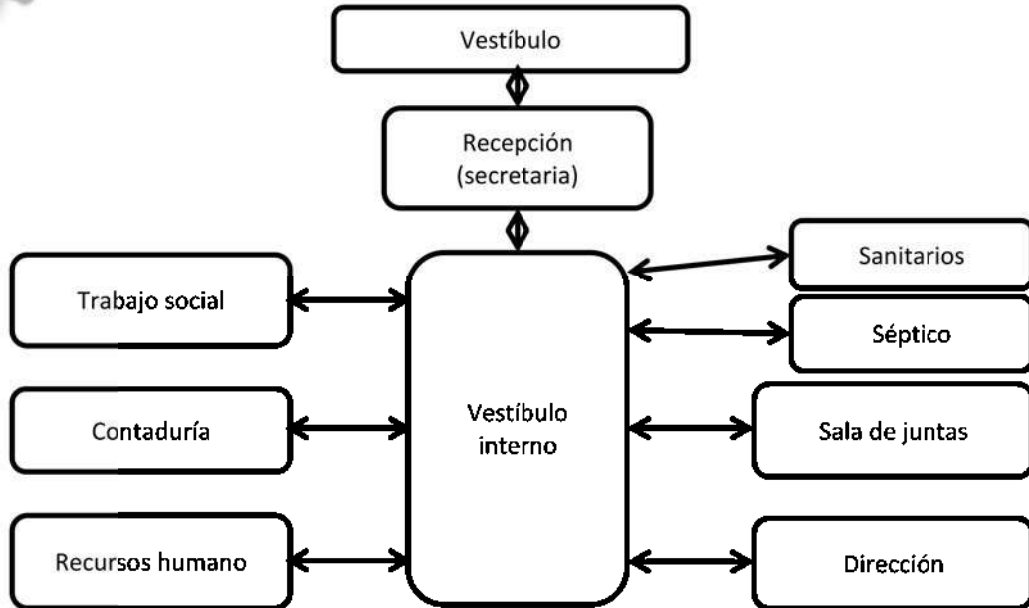 Vestíbulo
Recepción
(secretaria)
Sanitarios
Trabajo social
Séptico
Vestíbulo
interno
Contaduría
Sala de juntas
Recursos humano
Dirección